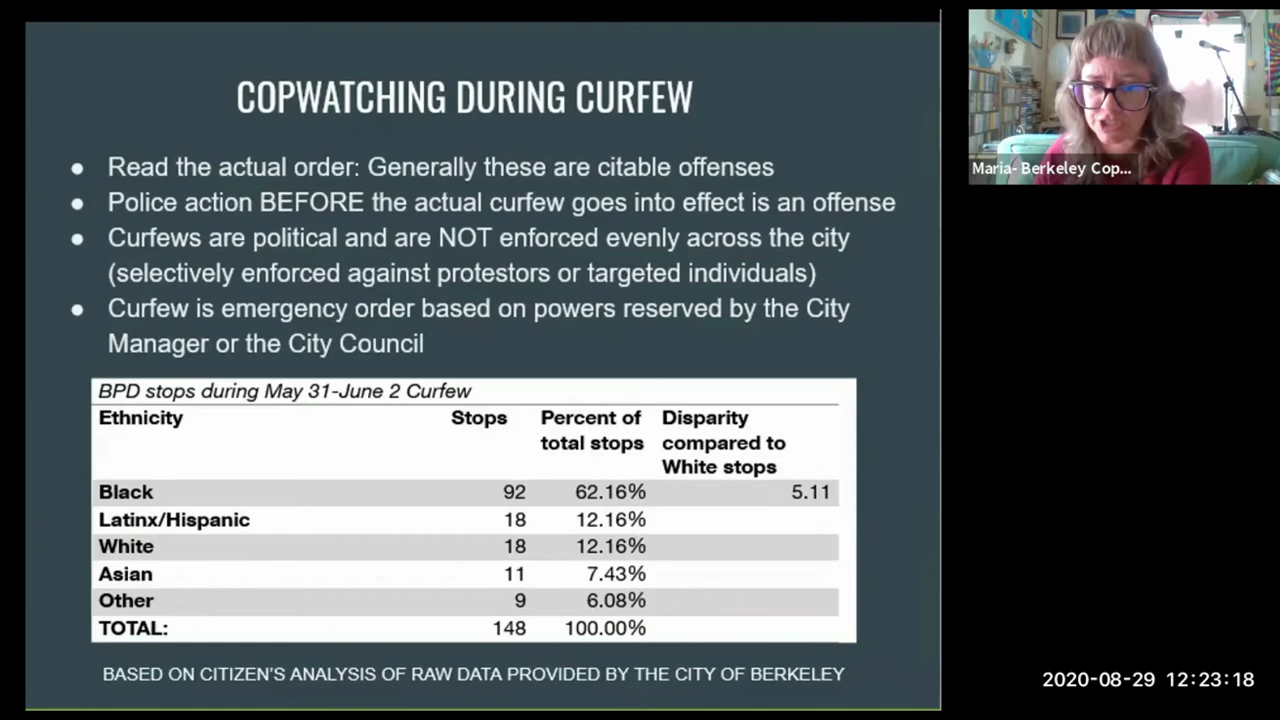 COPWATCHING DURING CURFEW
● Read the actual order: Generally these are citable offenses
● Police action BEFORE the actual curfew goes into effect is an offense
● Curfews are political and are NOT enforced evenly across the city
(selectively enforced against protestors or targeted individuals)
● Curfew is emergency order based on powers reserved by the City
Manager or the City Council
BPD stops during May 31-June 2 Curfew
Ethnicity Stops Percent of total stops Disparity compared to White stops
Black 92 62.16% 5.11
Latinx/Hispanic 18 12.16%
White 18 12.16%
Asian 11 7.43%
Other 9 6.08%
TOTAL: 148 100.00%
BASED ON CITIZEN'S ANALYSIS OF RAW DATA PROVIDED BY THE CITY OF BERKELEY
Maria- Berkeley Cop...
2020-08-29 12:23:18